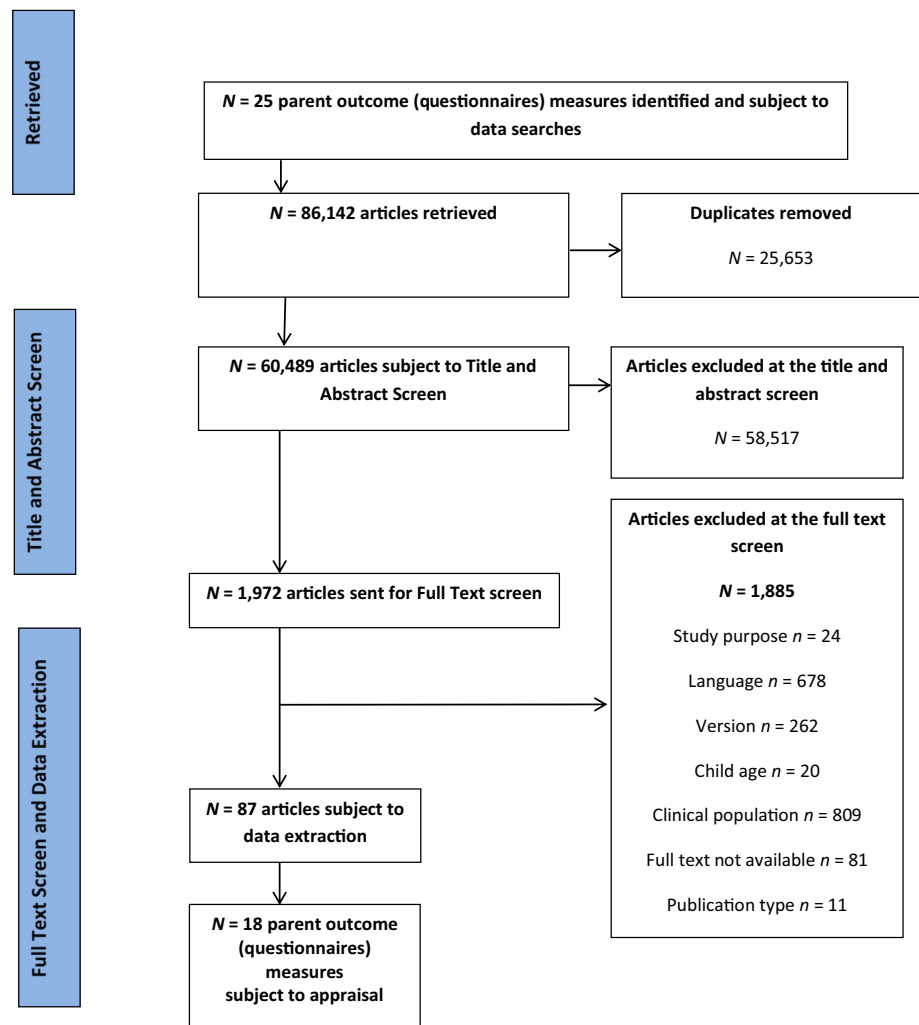 Retrieved
N = 25 parent outcome (questionnaires) measures identified and subject to
data searches
N = 86,142 articles retrieved
Duplicates removed
N = 25,653
Title and Abstract Screen
N = 60,489 articles subject to Title and
Abstract Screen
Articles excluded at the title and
abstract screen
N = 58,517
N = 1,972 articles sent for Full Text screen
Articles excluded at the full text
screen
N = 1,885
Study purpose n = 24
Language n = 678
Version n = 262
Child age n = 20
Clinical population n = 809
Full text not available n = 81
Publication type n = 11
Full Text Screen and Data Extraction
N = 87 articles subject to
data extraction
N = 18 parent outcome
(questionnaires)
measures
subject to appraisal